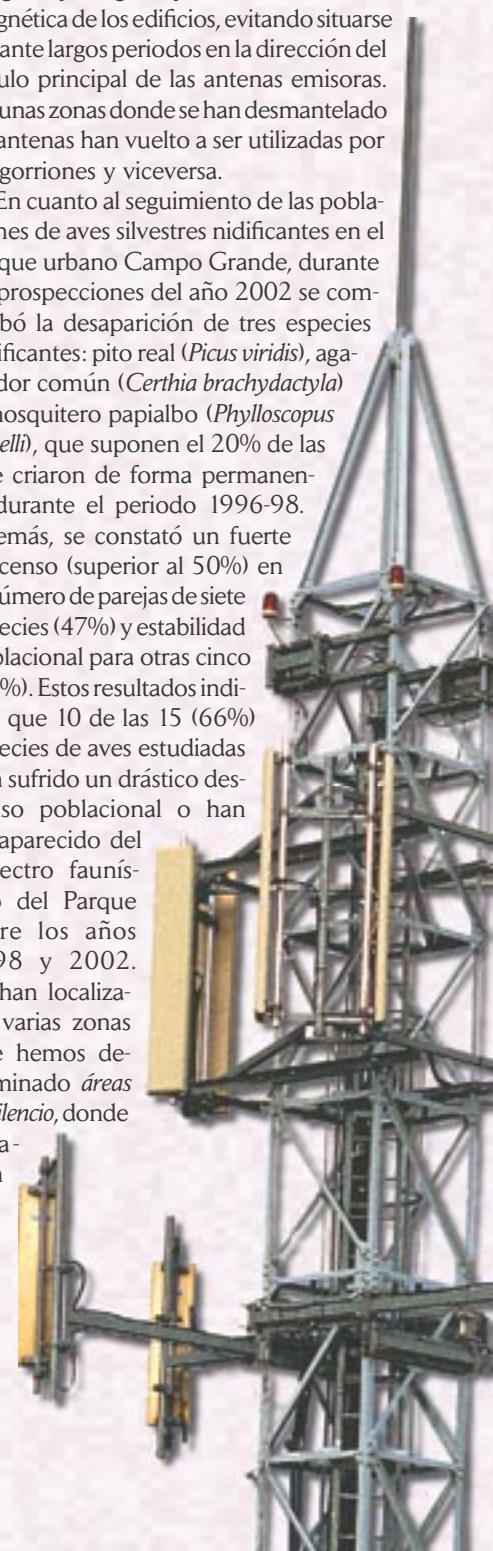 gnética de los edificios, evitando situarse
ante largos periodos en la dirección del
ulo principal de las antenas emisoras.
unas zonas donde se han desmantelado
antenas han vuelto a ser utilizadas por
gorriones y viceversa.
En cuanto al seguimiento de las pobla-
nes de aves silvestres nidificantes en el
que urbano Campo Grande, durante
prospecciones del año 2002 se com-
bó la desaparición de tres especies
ificantes: pito real (Picus viridis), aga-
dor común (Certhia brachydactyla)
mosquitero papialbo (Phylloscopus
elli), que suponen el 20% de las
e criaron de forma permanen-
durante el periodo 1996-98.
emás, se constató un fuerte
censo (superior al 50%) en
úmero de parejas de siete
ecies (47%) y estabilidad
blacional para otras cinco
%). Estos resultados indi-
que 10 de las 15 (66%)
ecies de aves estudiadas
n sufrido un drástico des-
so poblacional o han
aparecido del
ectro faunís-
o del Parque
re los años
98 y 2002.
han localiza-
varias zonas
e hemos de-
minado áreas
ilencio, donde
a-